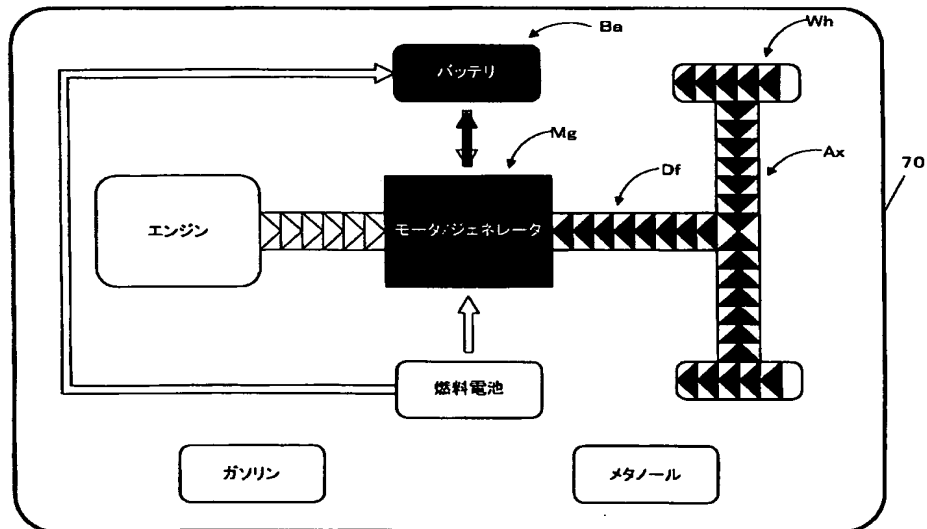 Ba
Wh
バッテリ
Mg
Ax
Df
70
エンジン
モータ/ジェネレータ
燃料電池
ガソリン
メタノール